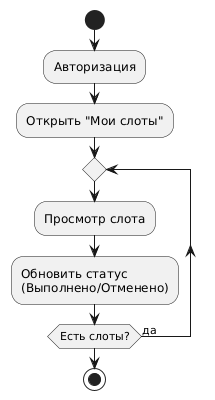 Авторизация
Открыть "Мои слоты"
Просмотр слота
Обновить статус
(Выполнено/Отменено)
Есть слоты?
да